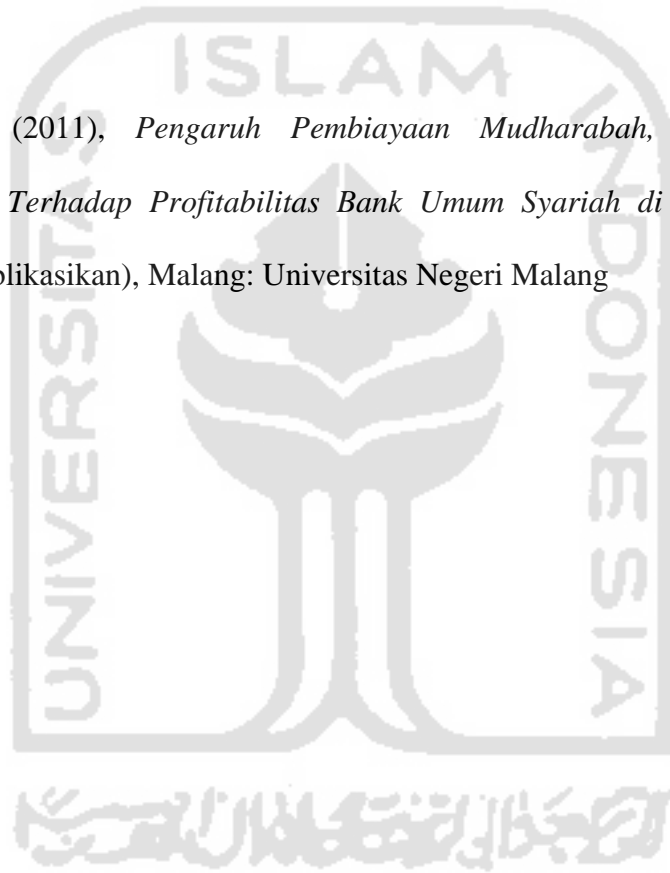 ISLAM
UNIVERSITAS
INDONESIA
(2011), Pengaruh Pembiayaan Mudharabah,
Terhadap Profitabilitas Bank Umum Syariah di
likasikan), Malang: Universitas Negeri Malang